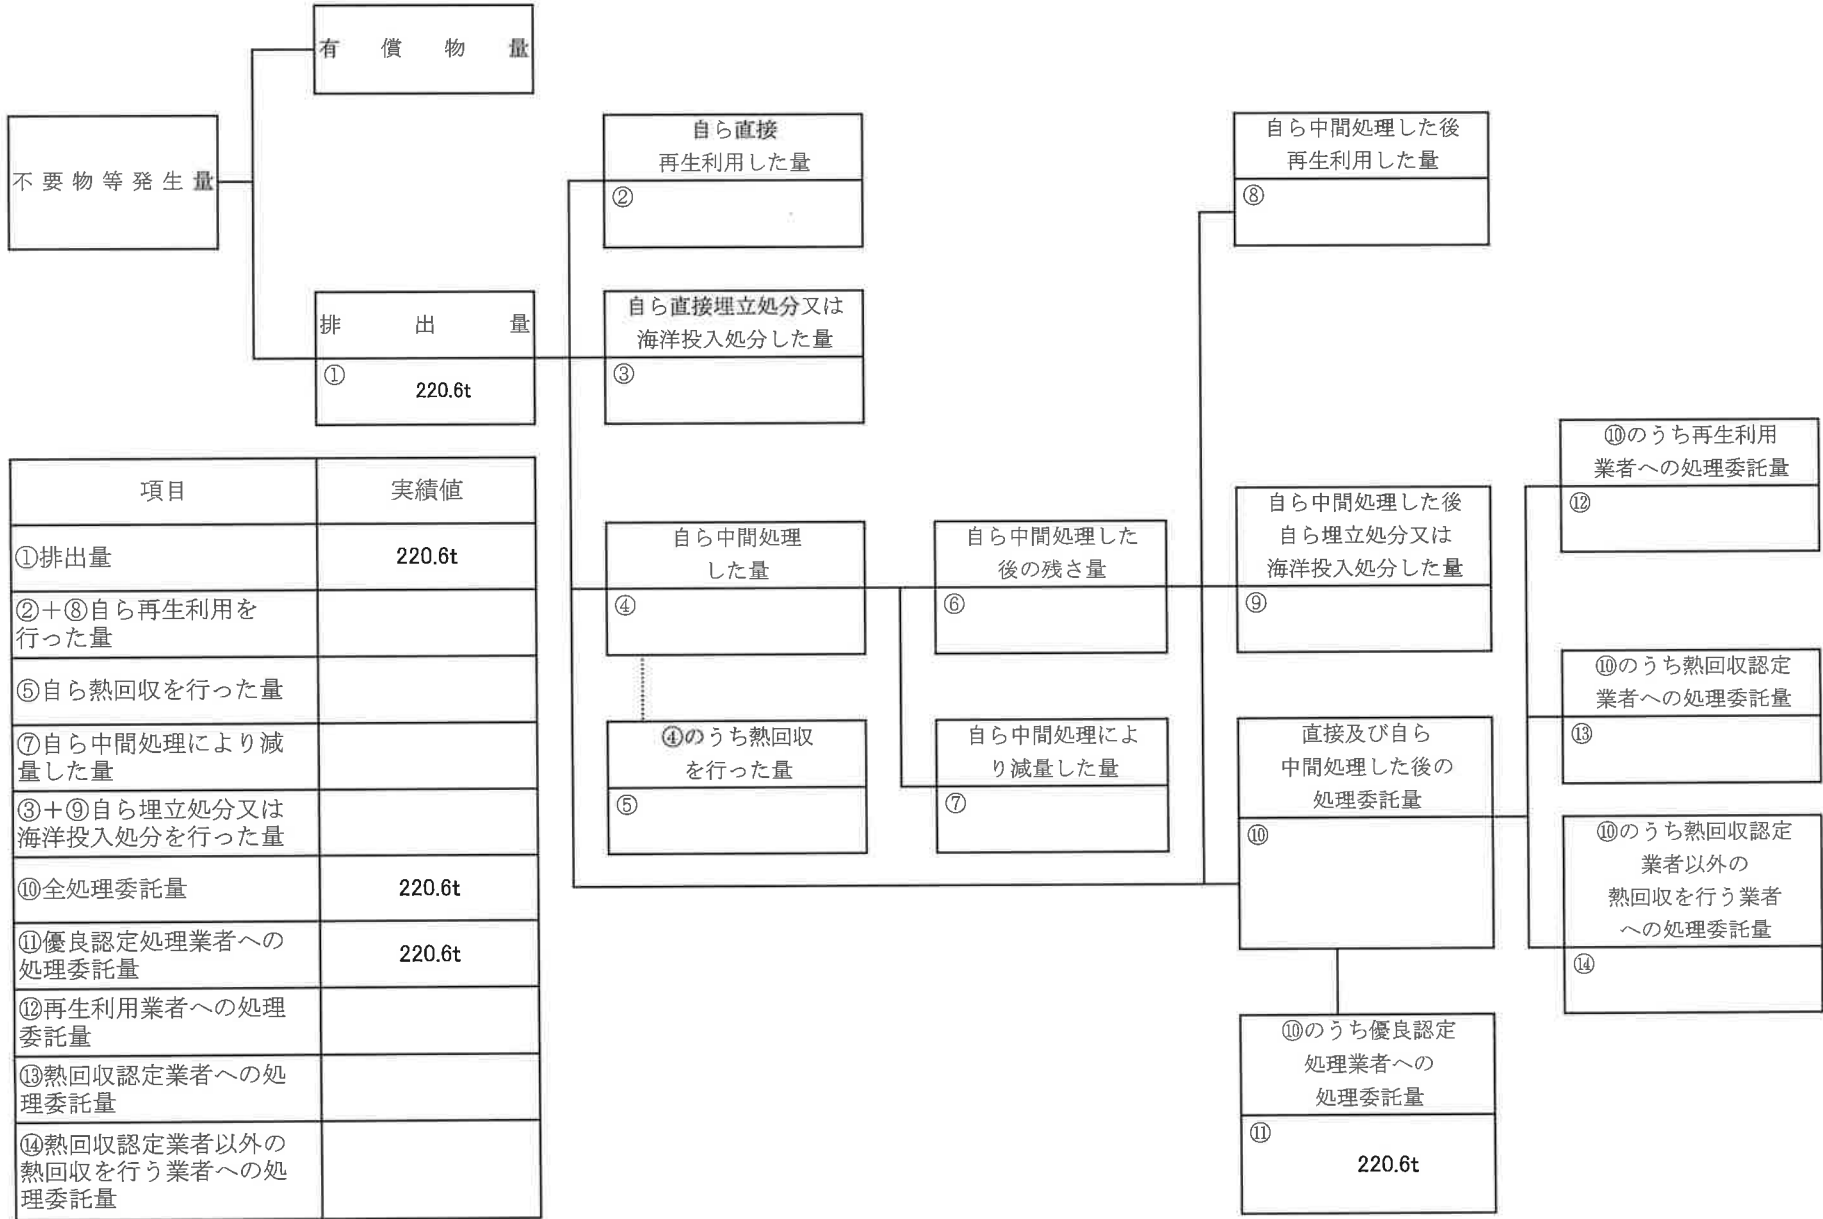 有償物量
不要物等発生量
排出量
①
220.6t
自ら直接
再生利用した量
②
自ら直接埋立処分又は
海洋投入処分した量
③
自ら中間処理
した量
④
④のうち熱回収
を行った量
⑤
自ら中間処理した
後の残さ量
⑥
自ら中間処理によ
り減量した量
⑦
自ら中間処理した後
再生利用した量
⑧
自ら中間処理した後
自ら埋立処分又は
海洋投入処分した量
⑨
直接及び自ら
中間処理した後の
処理委託量
⑩
⑩のうち優良認定
処理業者への
処理委託量
⑪
220.6t
⑩のうち再生利用
業者への処理委託量
⑫
⑩のうち熱回収認定
業者への処理委託量
⑬
⑩のうち熱回収認定
業者以外の
熱回収を行う業者
への処理委託量
⑭
項目 実績値
①排出量 220.6t
②+⑧自ら再生利用を
行った量
⑤自ら熱回収を行った量
⑦自ら中間処理により減
量した量
③+⑨自ら埋立処分又は
海洋投入処分を行った量
⑩全処理委託量 220.6t
⑪優良認定処理業者への
処理委託量 220.6t
⑫再生利用業者への処理
委託量
⑬熱回収認定業者への処
理委託量
⑭熱回収認定業者以外の
熱回収を行う業者への処
理委託量